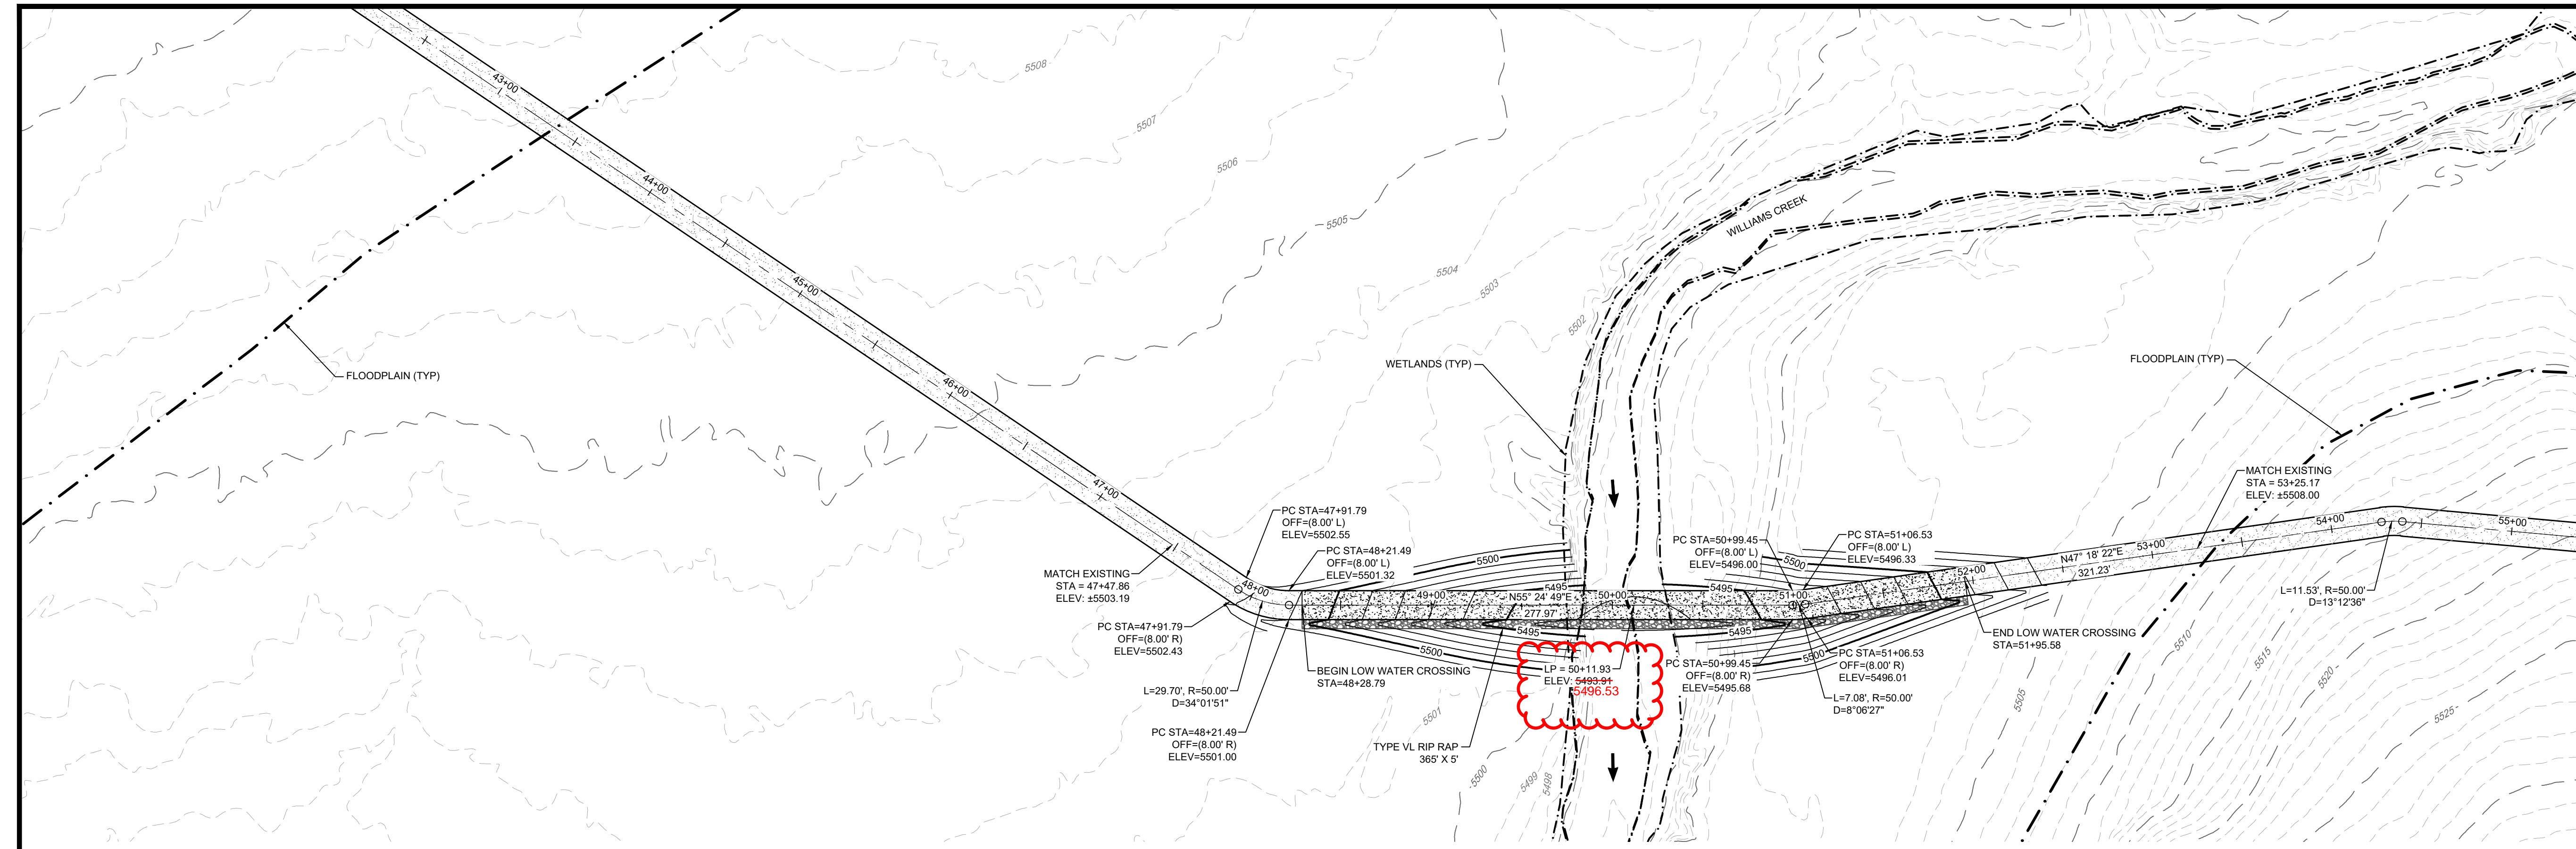 5508
5507
5506
5505
5504
5503
5502
43+00
44+00
45+00
46+00
47+00
48+00
FLOODPLAIN (TYP)
WILLIAMS CREEK
WETLANDS (TYP)
FLOODPLAIN (TYP)
MATCH EXISTING
STA = 47+47.86
ELEV: ±5503.19
PC STA=47+91.79
OFF=(8.00' L)
ELEV=5502.55
PC STA=48+21.49
OFF=(8.00' L)
ELEV=5501.32
PC STA=47+91.79
OFF=(8.00' R)
ELEV=5502.43
L=29.70', R=50.00'
D=34°01'51"
PC STA=48+21.49
OFF=(8.00' R)
ELEV=5501.00
BEGIN LOW WATER CROSSING
STA=48+28.79
TYPE VL RIP RAP
365' X 5'
5500
5495
49+00
N55° 24' 49"E
277.97'
50+00
5495
51+00
5500
52+00
5495
5500
5495
5500
LP = 50+11.93
ELEV: 5493.91
5496.53
PC STA=50+99.45
OFF=(8.00' L)
ELEV=5496.00
PC STA=51+06.53
OFF=(8.00' L)
ELEV=5496.33
PC STA=50+99.45
OFF=(8.00' R)
ELEV=5495.68
PC STA=51+06.53
OFF=(8.00' R)
ELEV=5496.01
L=7.08', R=50.00'
D=8°06'27"
END LOW WATER CROSSING
STA=51+95.58
N47° 18' 22"E
321.23'
53+00
54+00
55+00
MATCH EXISTING
STA = 53+25.17
ELEV: ±5508.00
L=11.53', R=50.00'
D=13°12'36"
5501
5500
5499
5498
5505
5510
5515
5520
5525